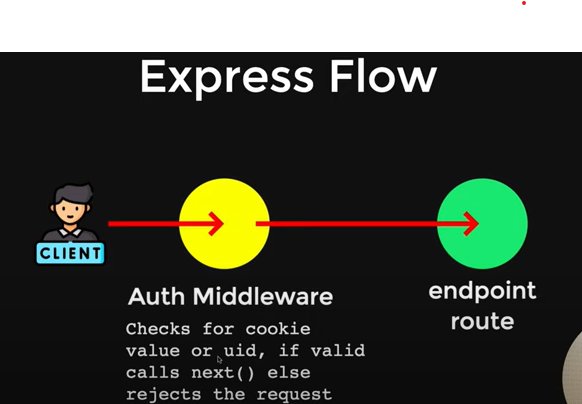 Express Flow
CLIENT
Auth Middleware
Checks for cookie
value or uid, if valid
calls next() else
rejects the request
endpoint
route